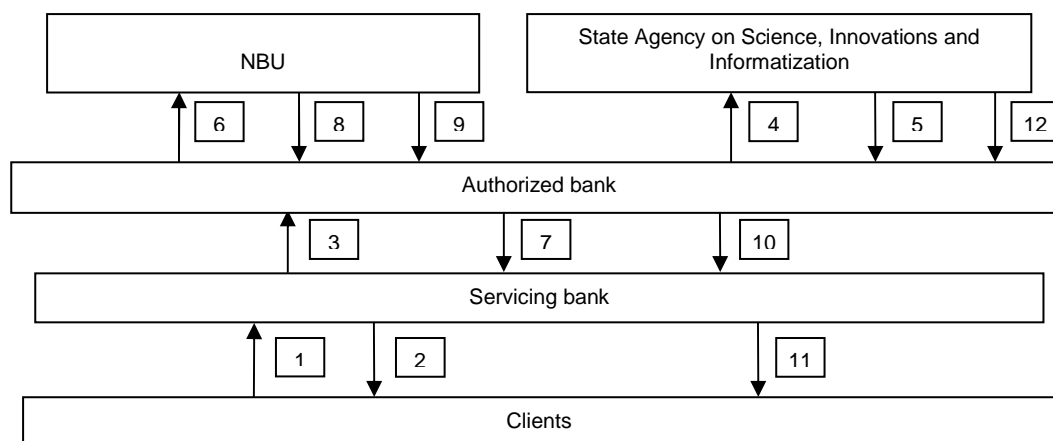 NBU
State Agency on Science, Innovations and
Informatization
6
8
9
4
5
12
Authorized bank
3
7
10
Servicing bank
1
2
11
Clients